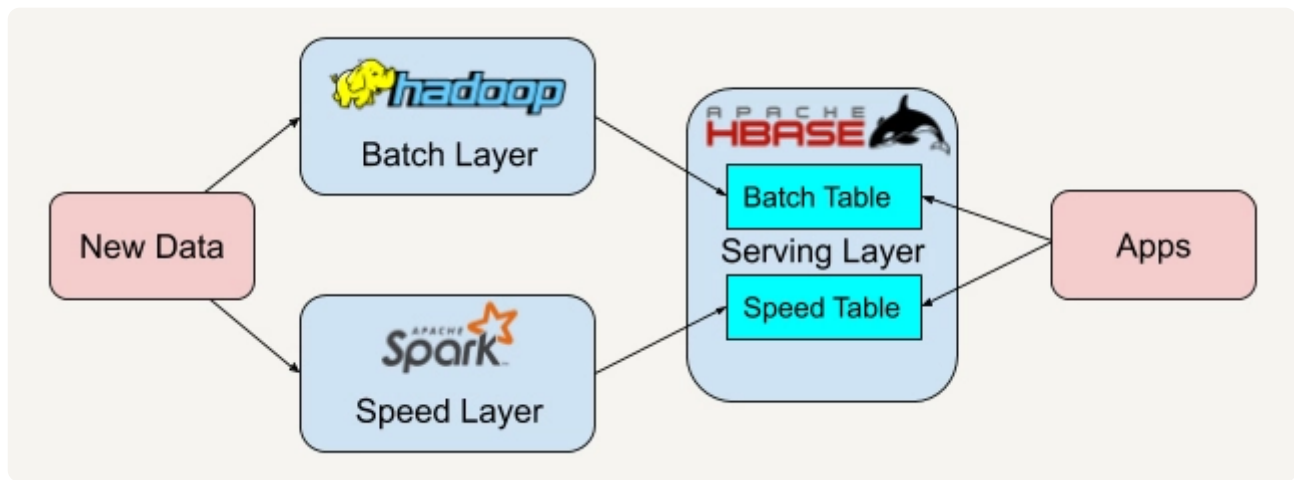 New Data
hadoop
Batch Layer
APACHE
Spark
Speed Layer
APACHE
HBASE
Batch Table
Serving Layer
Speed Table
Apps